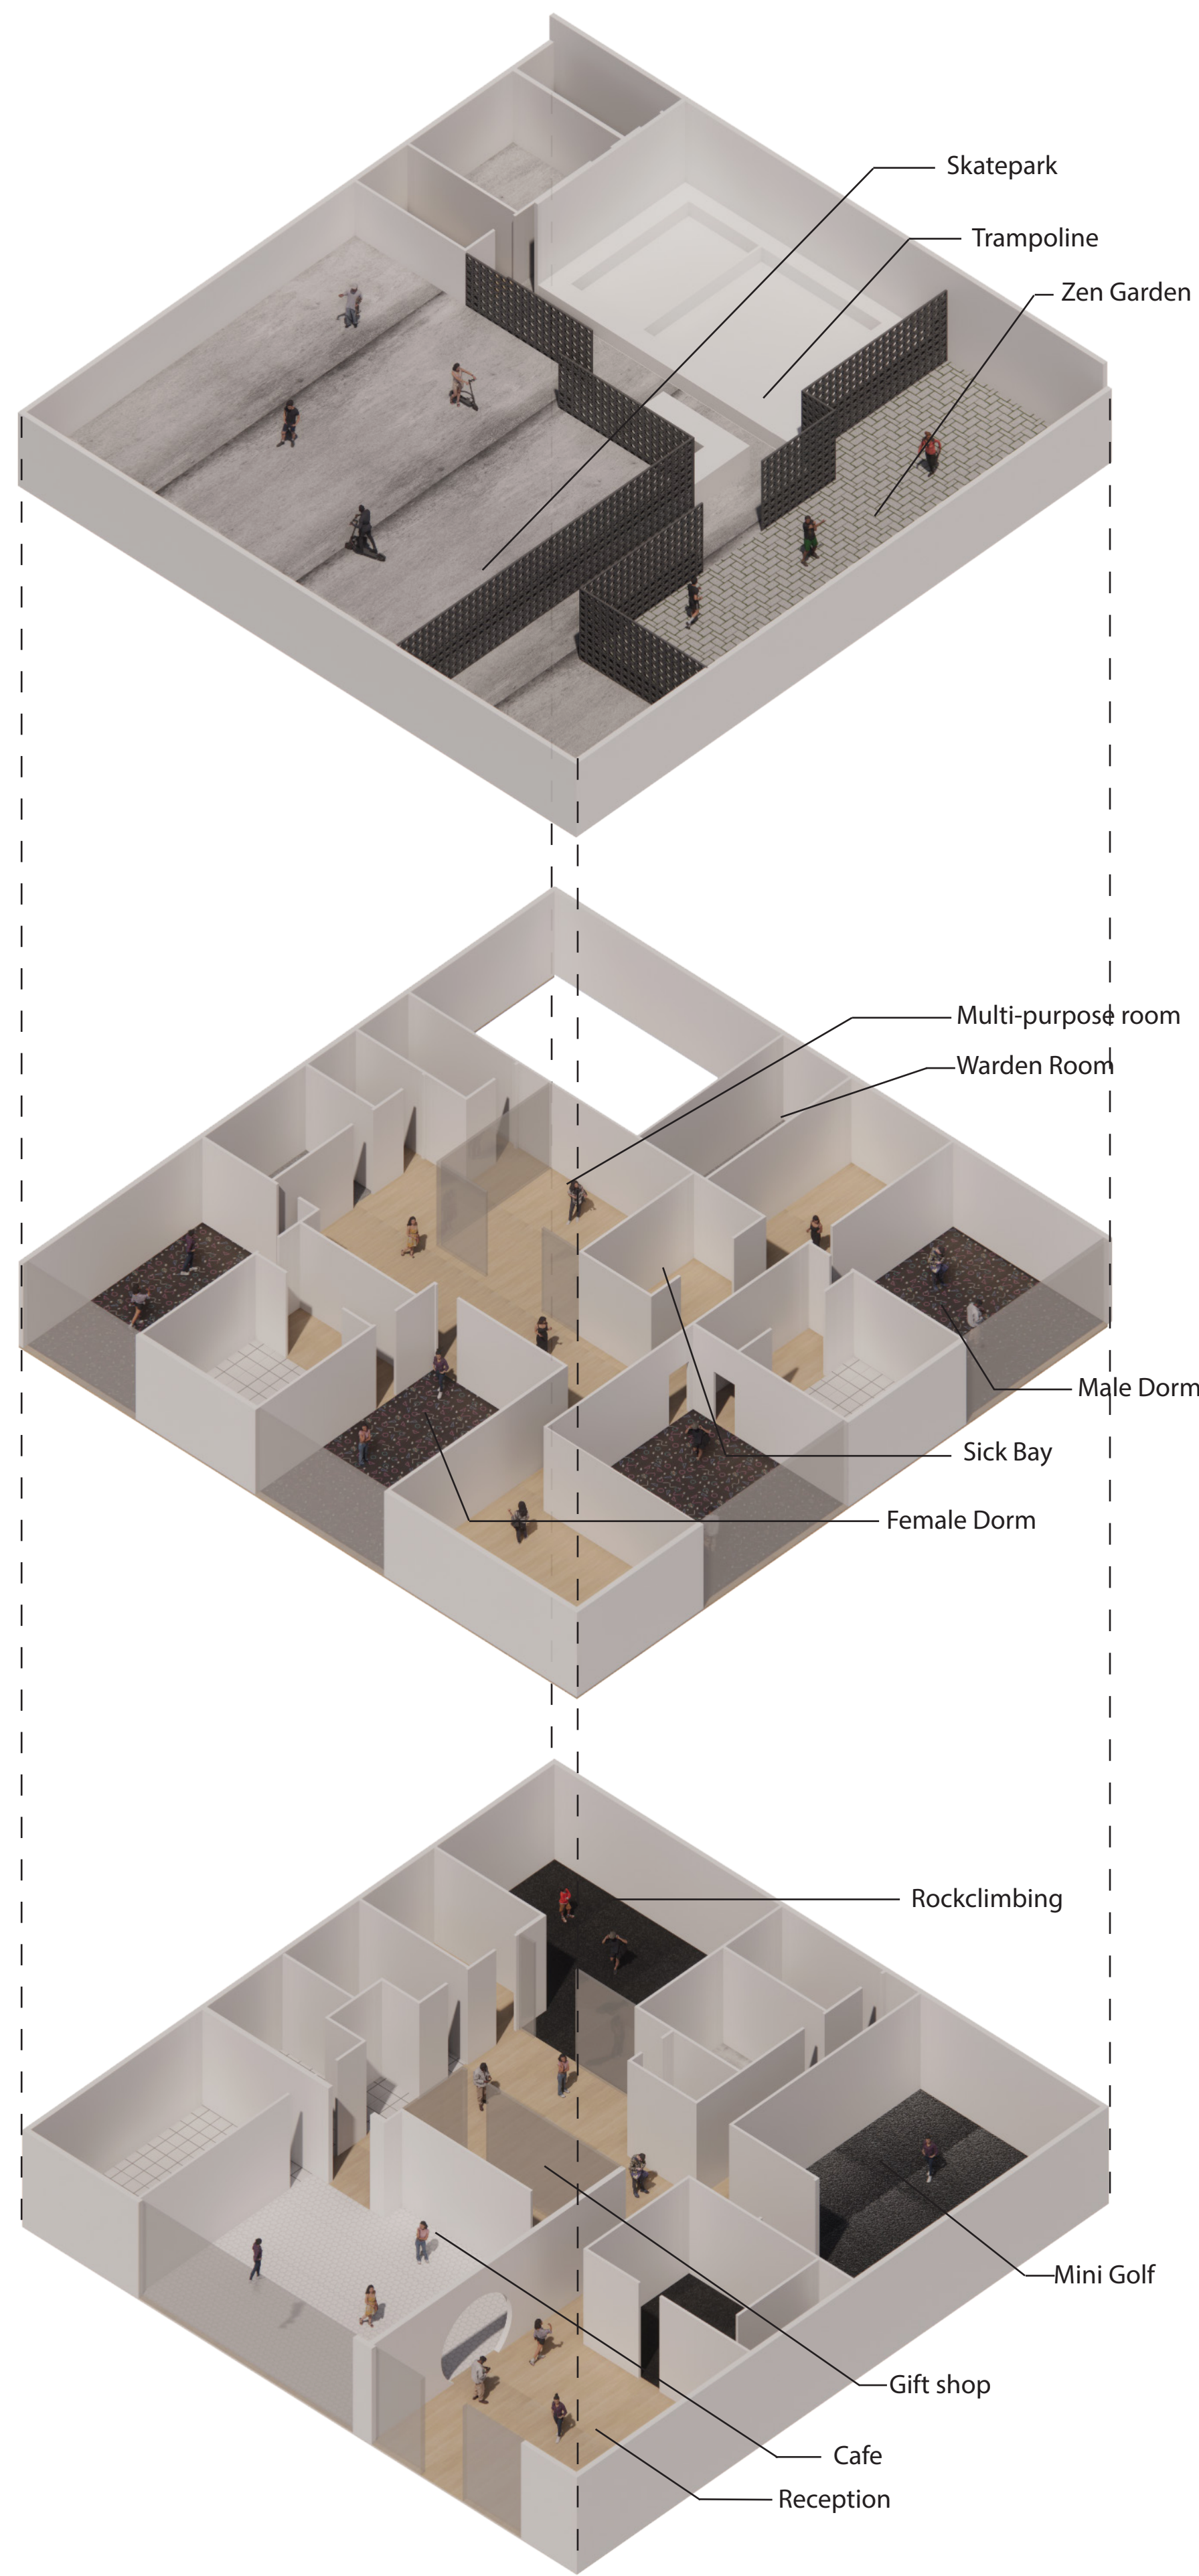 Skatepark
Trampoline
Zen Garden
Multi-purpose room
Warden Room
Male Dorm
Sick Bay
Female Dorm
Rockclimbing
Mini Golf
Gift shop
Cafe
Reception